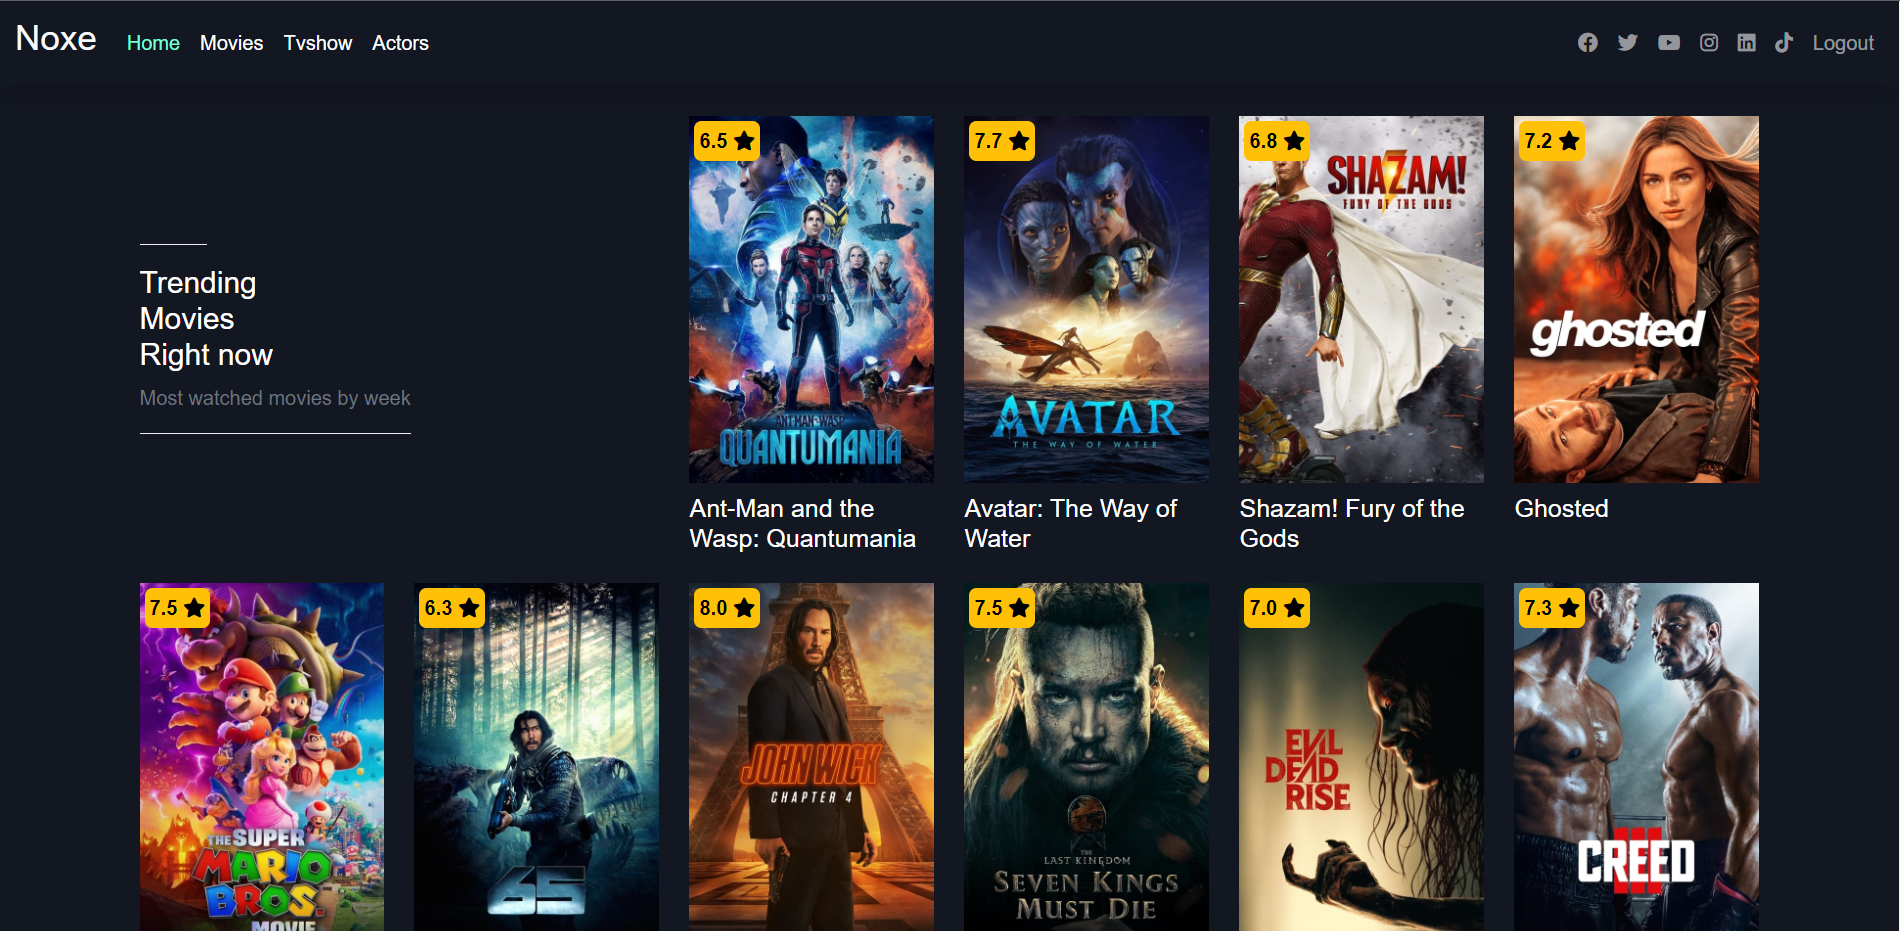 Noxe
Home
Movies
Tvshow
Actors
Logout
Trending
Movies
Right now
Most watched movies by week
6.5
ANT-MAN AND THE WASP
QUANTUMANIA
Ant-Man and the
Wasp: Quantumania
7.7
AVATAR
THE WAY OF WATER
Avatar: The Way of
Water
6.8
SHAZAM!
FURY OF THE GODS
Shazam! Fury of the
Gods
7.2
ghosted
Ghosted
7.5
THE SUPER
MARIO
BROS.
MOVIE
6.3
65
8.0
JOHN WICK
CHAPTER 4
7.5
THE
LAST KINGDOM
SEVEN KINGS
MUST DIE
7.0
EVIL
DEAD
RISE
7.3
CREED
III